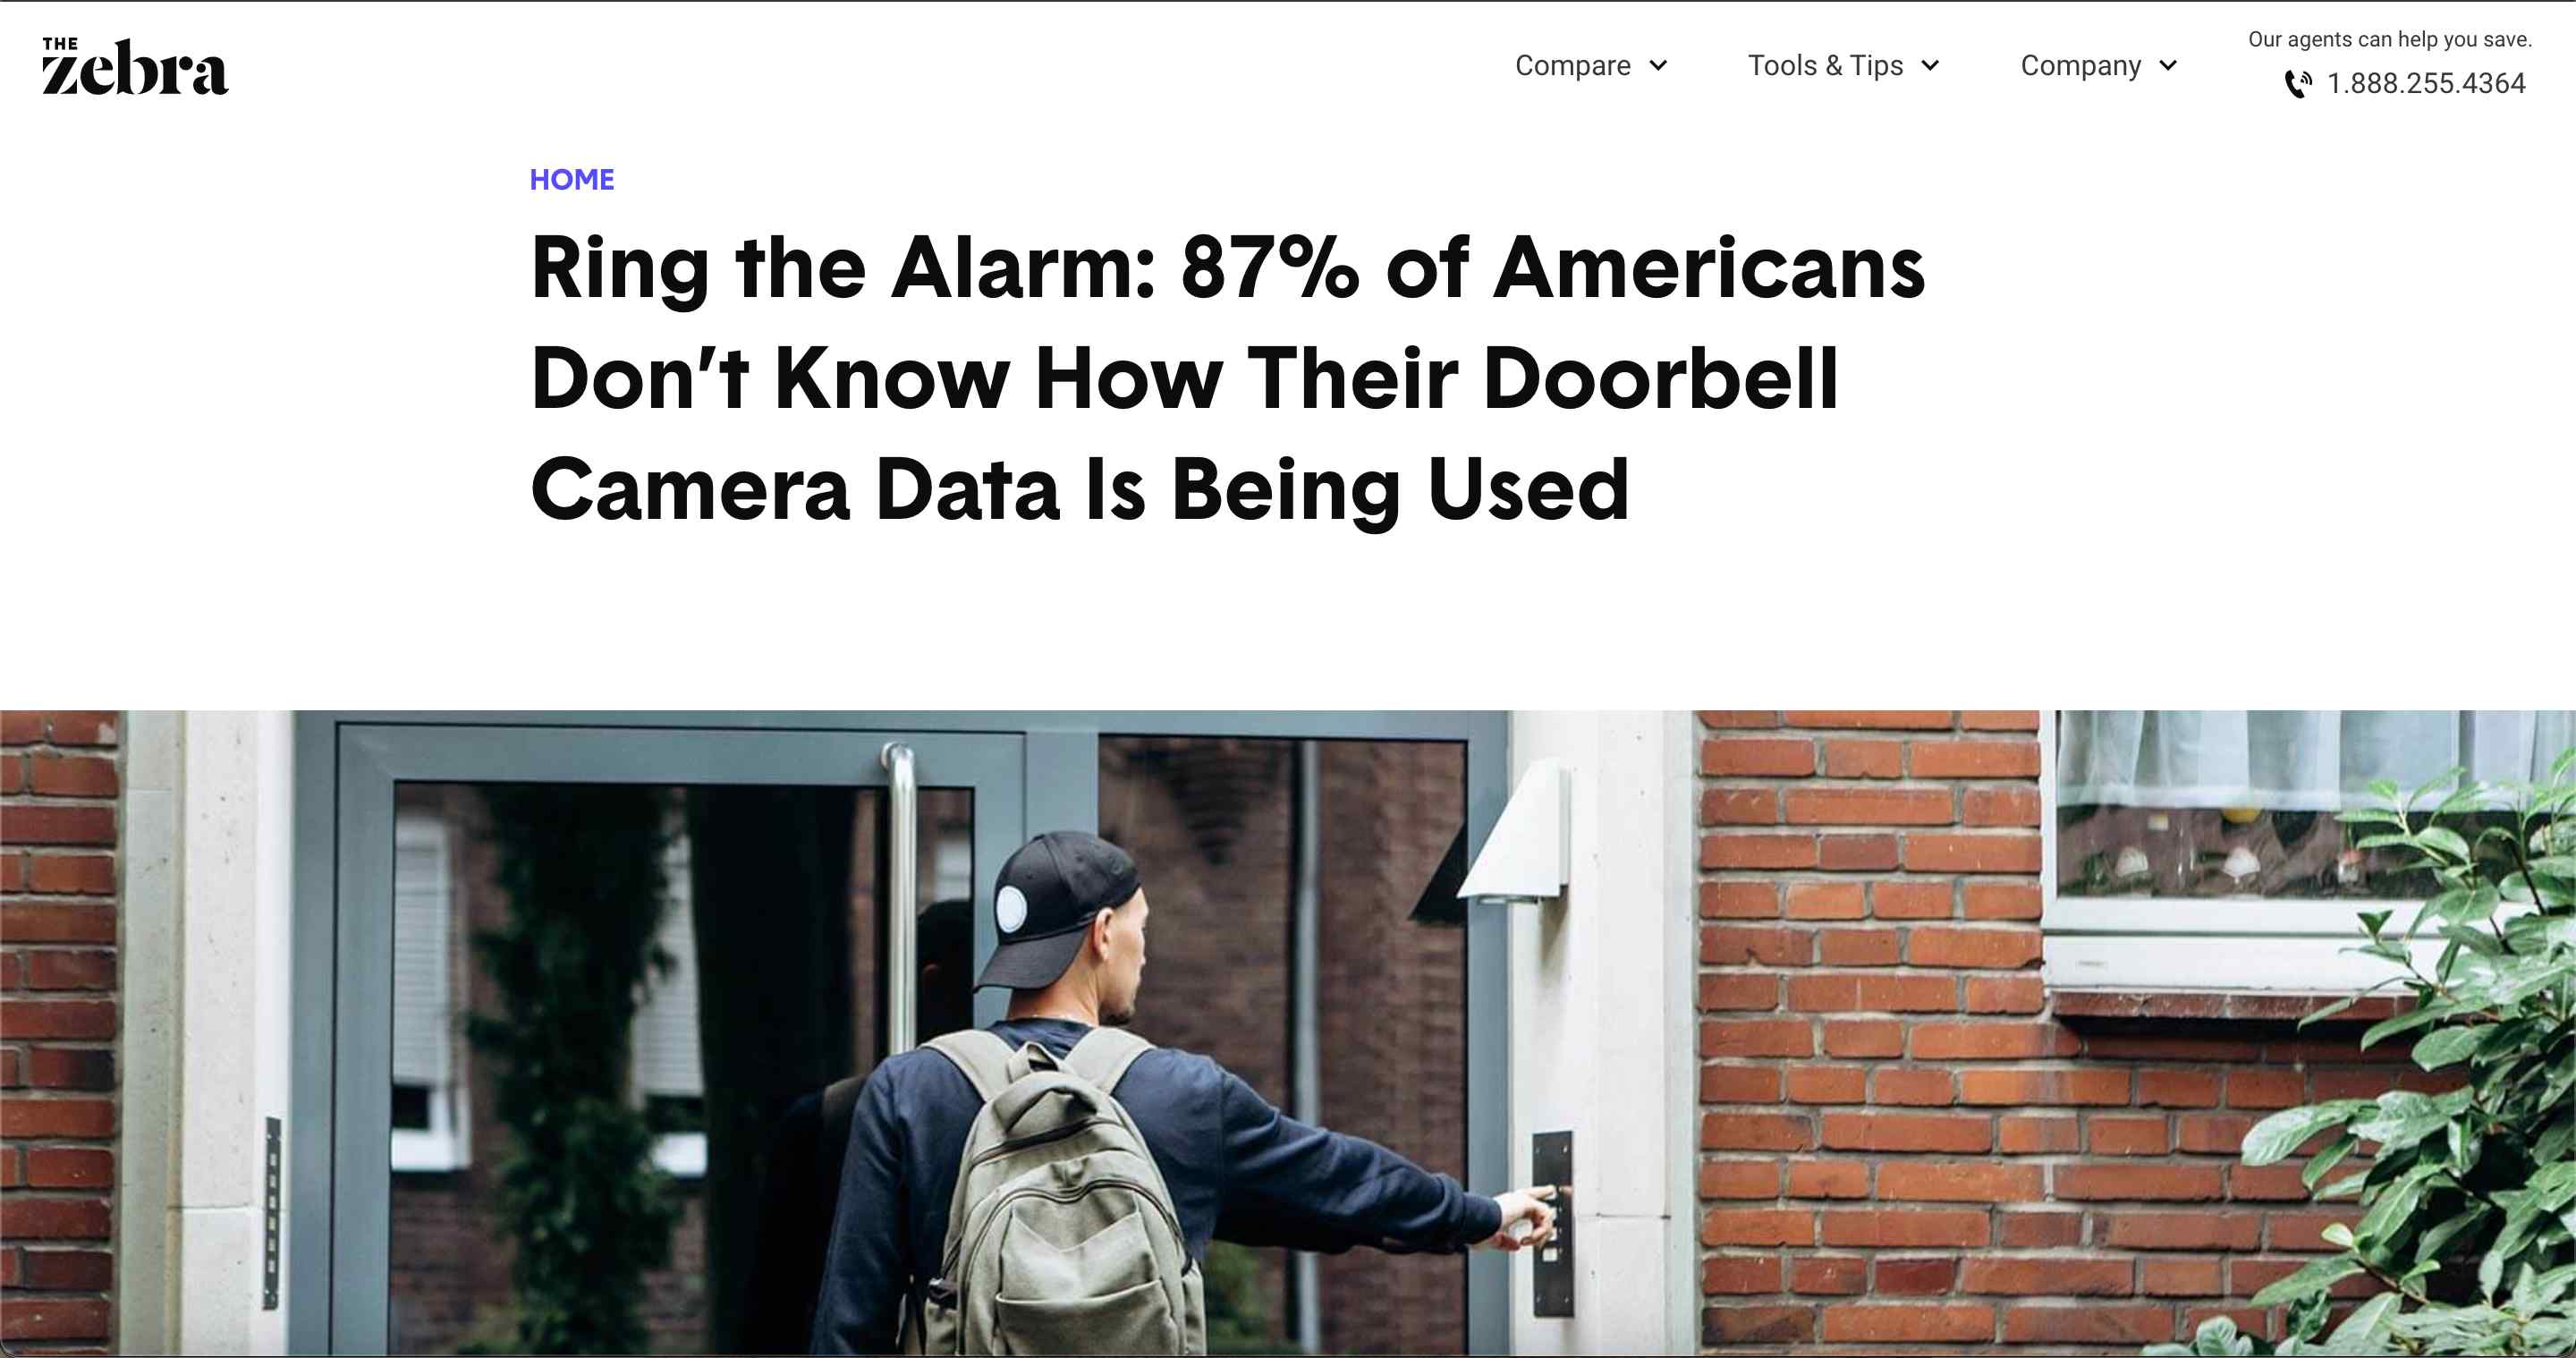 THE
zebra
Compare
Tools & Tips
Company
Our agents can help you save.
1.888.255.4364
HOME
Ring the Alarm: 87% of Americans
Don’t Know How Their Doorbell
Camera Data Is Being Used